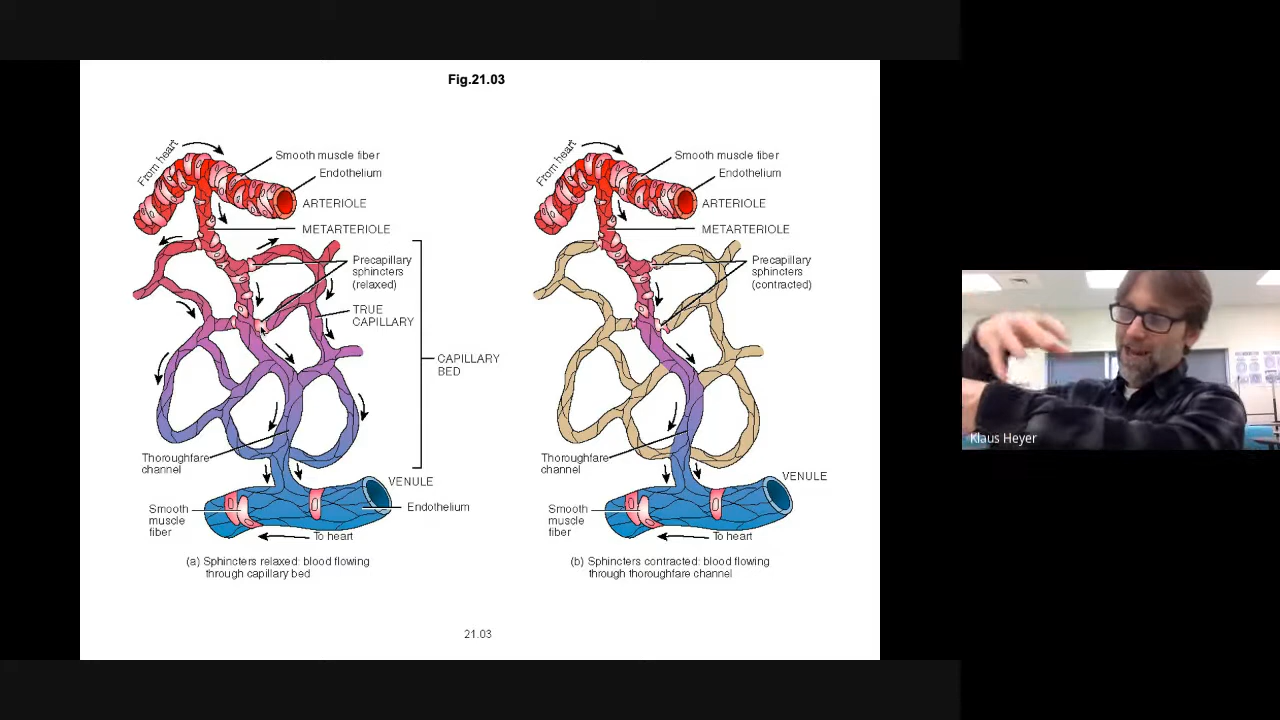 Fig.21.03
From heart
Smooth muscle fiber
Endothelium
ARTERIOLE
METARTERIOLE
Precapillary
sphincters
(relaxed)
TRUE
CAPILLARY
CAPILLARY
BED
Thoroughfare
channel
VENULE
Smooth
muscle
fiber
Endothelium
To heart
(a) Sphincters relaxed: blood flowing
through capillary bed
From heart
Smooth muscle fiber
Endothelium
ARTERIOLE
METARTERIOLE
Precapillary
sphincters
(contracted)
Thoroughfare
channel
VENULE
Smooth
muscle
fiber
To heart
(b) Sphincters contracted: blood flowing
through thoroughfare channel
21.03
Klaus Heyer